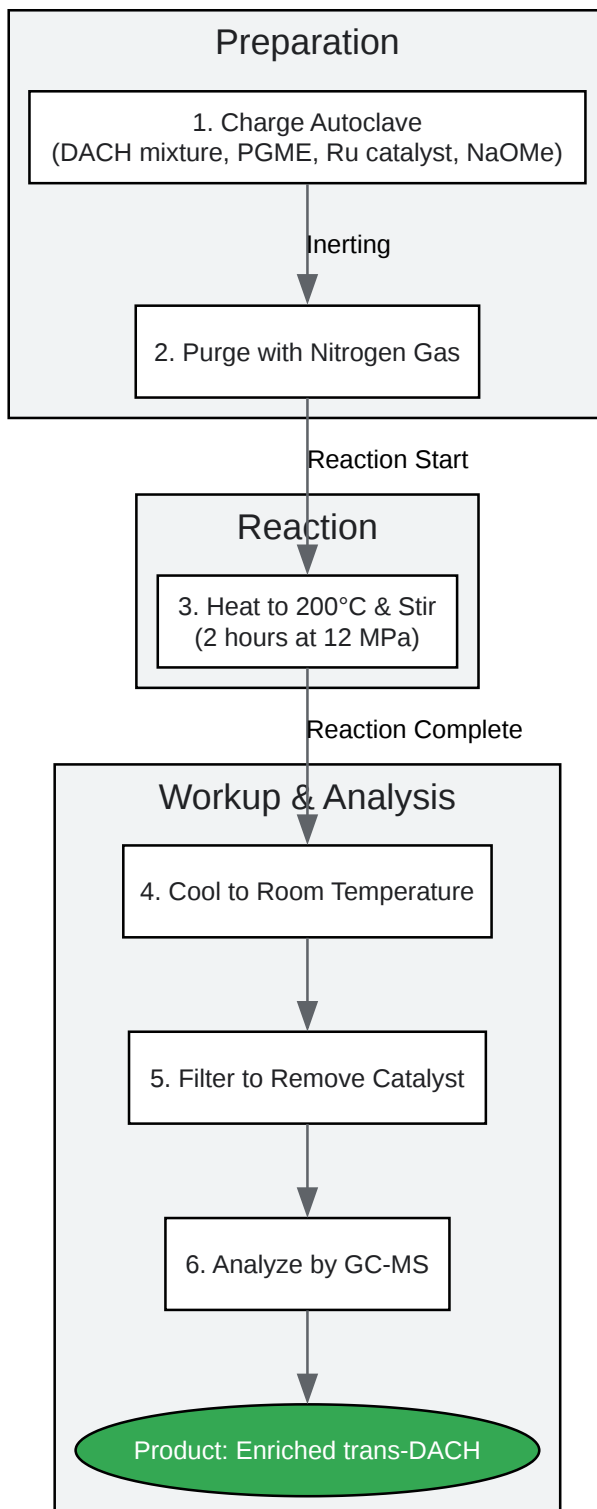 Preparation
1. Charge Autoclave
(DACH mixture, PGME, Ru catalyst, NaOMe)
Inerting
2. Purge with Nitrogen Gas
Reaction Start
Reaction
3. Heat to 200°C & Stir
(2 hours at 12 MPa)
Reaction Complete
Workup & Analysis
4. Cool to Room Temperature
5. Filter to Remove Catalyst
6. Analyze by GC-MS
Product: Enriched trans-DACH